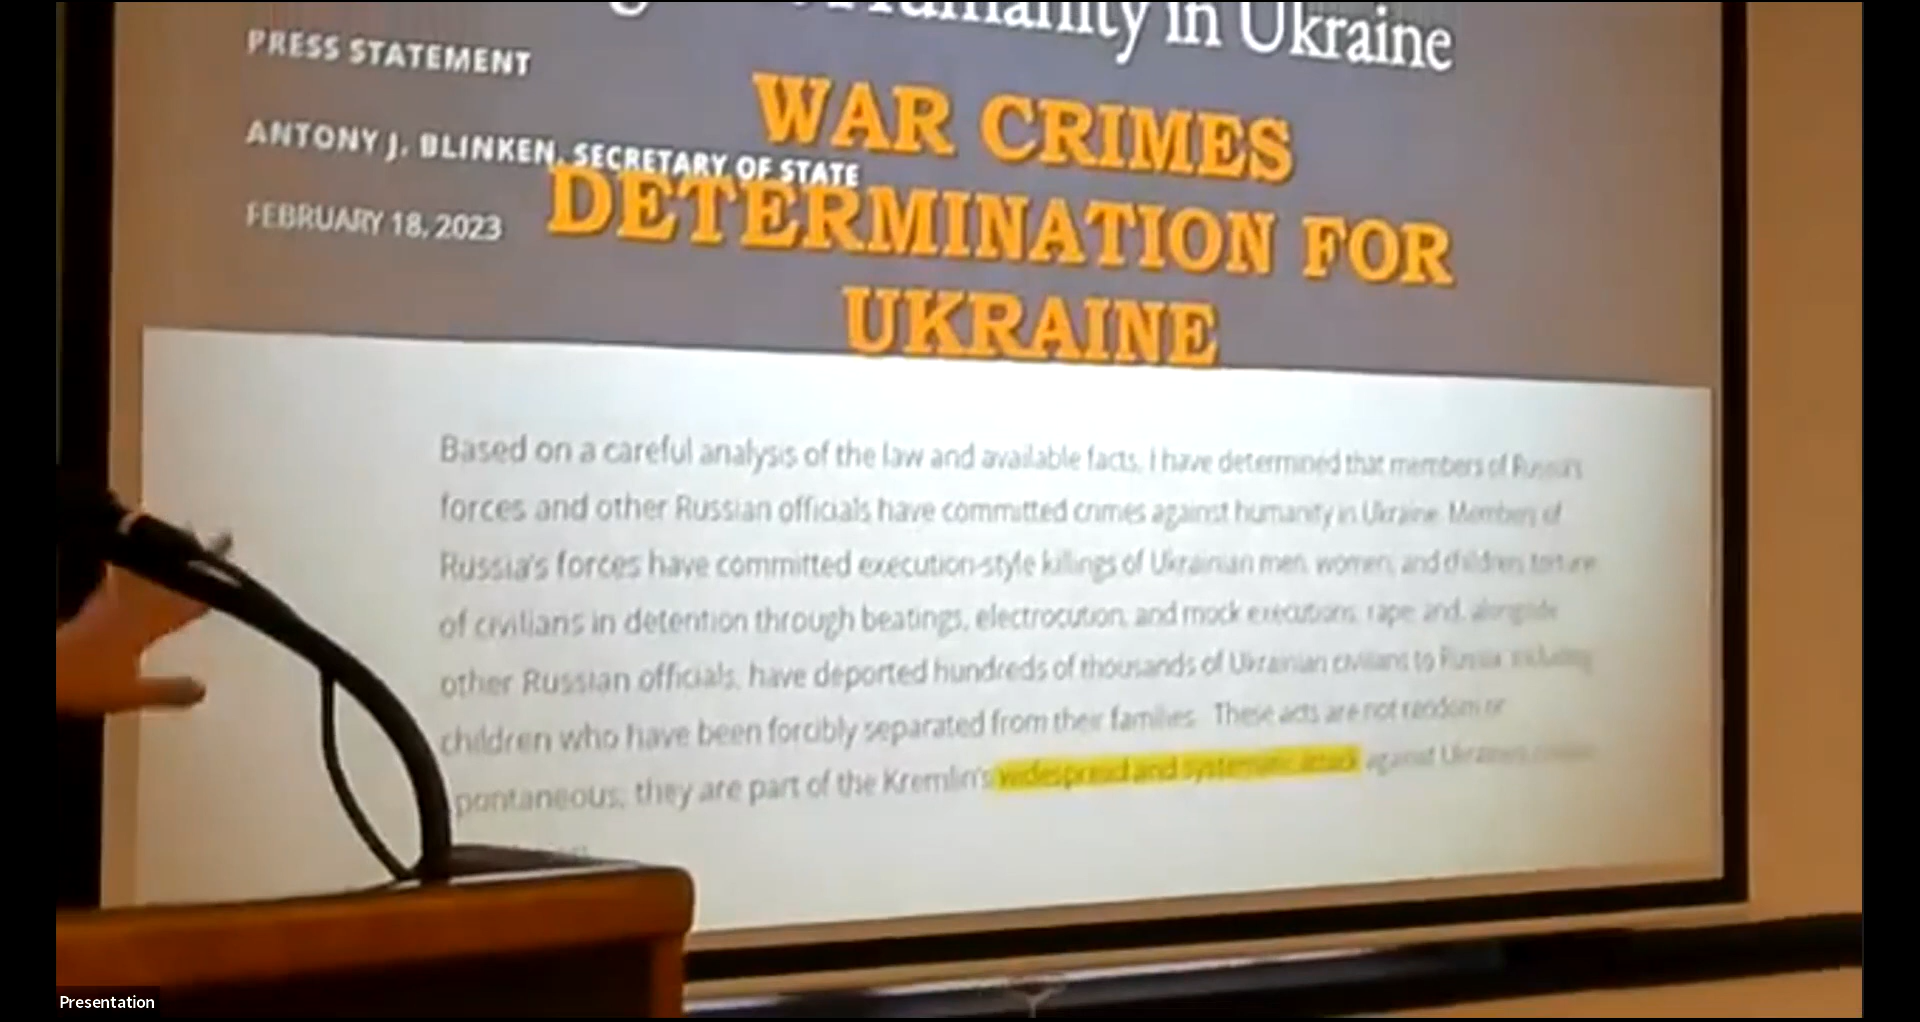 Humanity in Ukraine
PRESS STATEMENT
WAR CRIMES
ANTONY J. BLINKEN, SECRETARY OF STATE
DETERMINATION FOR
FEBRUARY 18, 2023
UKRAINE
Based on a careful analysis of the law and available facts, I have determined that members of Russia's
forces and other Russian officials have committed crimes against humanity in Ukraine. Members of
Russia's forces have committed execution-style killings of Ukrainian men, women, and children; torture
of civilians in detention through beatings, electrocution, and mock executions; rape; and, alongside
other Russian officials, have deported hundreds of thousands of Ukrainian civilians to Russia, including
children who have been forcibly separated from their families. These acts are not random or
pontaneous; they are part of the Kremlin's widespread and systematic attack against Ukraine's
Presentation